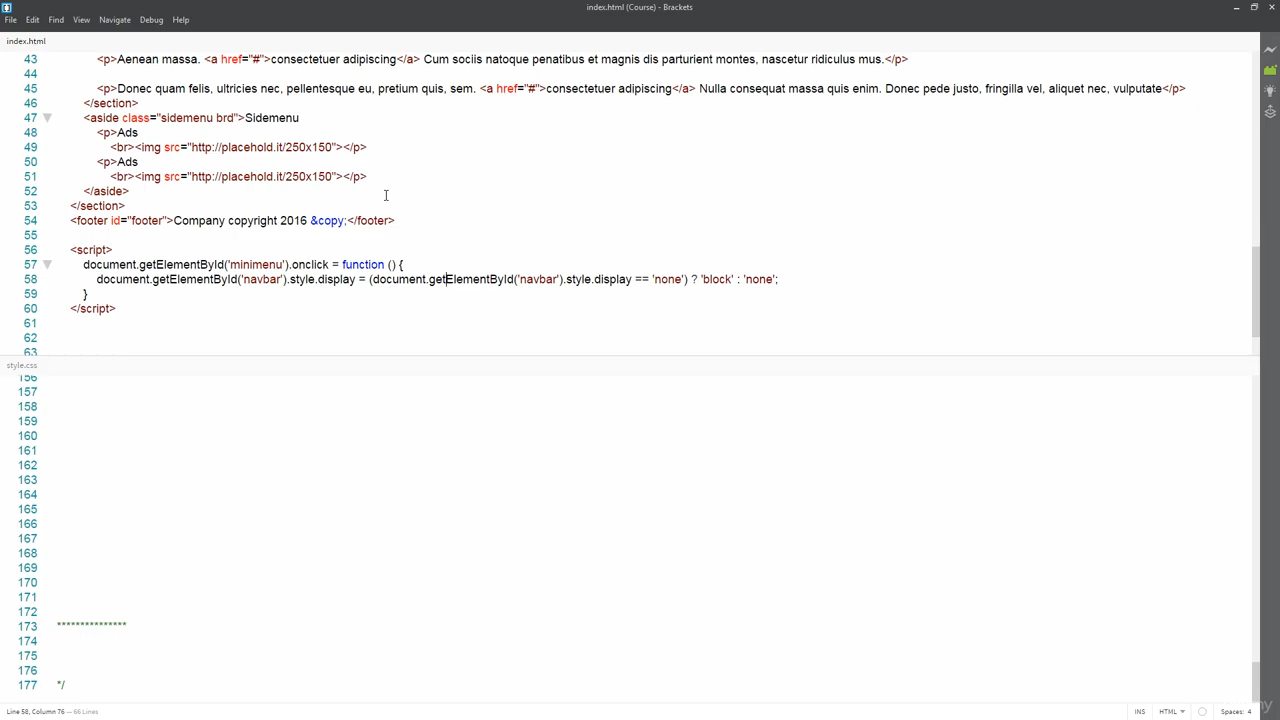 index.html (Course) - Brackets
File Edit Find View Navigate Debug Help
index.html
43 <p>Aenean massa. <a href="#">consectetuer adipiscing</a> Cum sociis natoque penatibus et magnis dis parturient montes, nascetur ridiculus mus.</p>
44
45 <p>Donec quam felis, ultricies nec, pellentesque eu, pretium quis, sem. <a href="#">consectetuer adipiscing</a> Nulla consequat massa quis enim. Donec pede justo, fringilla vel, aliquet nec, vulputate</p>
46 </section>
47 <aside class="sidemenu brd">Sidemenu
48 <p>Ads
49 <br><img src="http://placehold.it/250x150"></p>
50 <p>Ads
51 <br><img src="http://placehold.it/250x150"></p>
52 </aside>
53 </section>
54 <footer id="footer">Company copyright 2016 &copy;</footer>
55
56 <script>
57 document.getElementById('minimenu').onclick = function () {
58 document.getElementById('navbar').style.display = (document.getElementById('navbar').style.display == 'none') ? 'block' : 'none';
59 }
60 </script>
61
62
63
style.css
156
157
158
159
160
161
162
163
164
165
166
167
168
169
170
171
172
173 ***************
174
175
176
177 */
Line 58, Column 76 — 66 Lines
INS HTML Spaces: 4